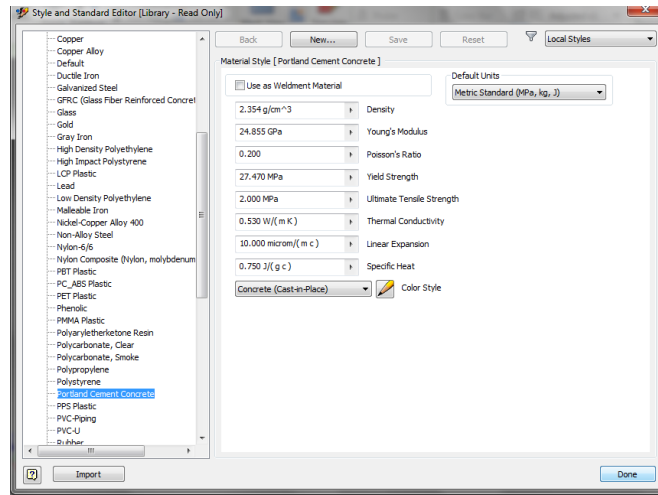 Style and Standard Editor [Library - Read Only]
Back New... Save Reset Local Styles
Copper
Copper Alloy
Default
Ductile Iron
Galvanized Steel
GFRC (Glass Fiber Reinforced Concret
Glass
Gold
Gray Iron
High Density Polyethylene
High Impact Polystyrene
LCP Plastic
Lead
Low Density Polyethylene
Malleable Iron
Nickel-Copper Alloy 400
Non-Alloy Steel
Nylon-6/6
Nylon Composite (Nylon, molybdenum
PBT Plastic
PC_ABS Plastic
PET Plastic
Phenolic
PMMA Plastic
Polyaryletherketone Resin
Polycarbonate, Clear
Polycarbonate, Smoke
Polypropylene
Polystyrene
Portland Cement Concrete
PPS Plastic
PVC-Piping
PVC-U
Rubber
Material Style [ Portland Cement Concrete ]
Use as Weldment Material
Default Units
Metric Standard (MPa, kg, J)
2.354 g/cm^3 Density
24.855 GPa Young's Modulus
0.200 Poisson's Ratio
27.470 MPa Yield Strength
2.000 MPa Ultimate Tensile Strength
0.530 W/( m K ) Thermal Conductivity
10.000 microm/( m c ) Linear Expansion
0.750 J/( g c ) Specific Heat
Concrete (Cast-in-Place) Color Style
? Import Done